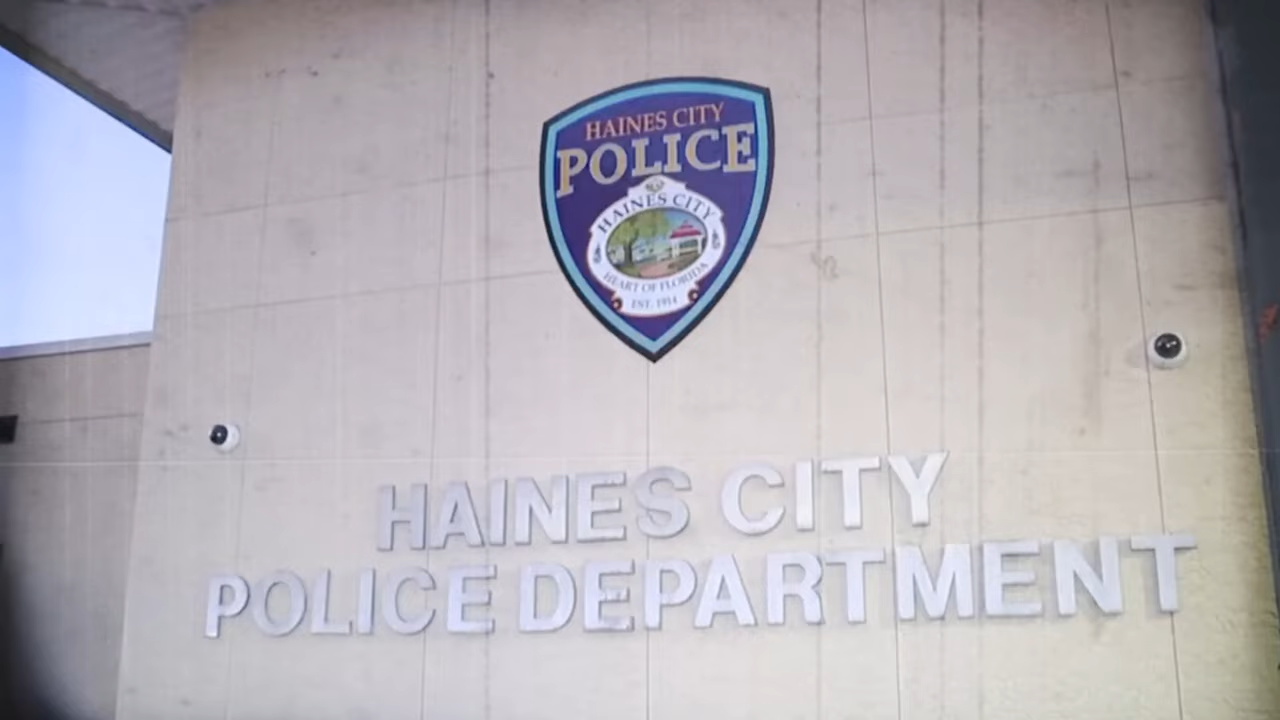 HAINES CITY
POLICE
HAINES CITY
HEART OF FLORIDA
EST. 1914
HAINES CITY
POLICE DEPARTMENT